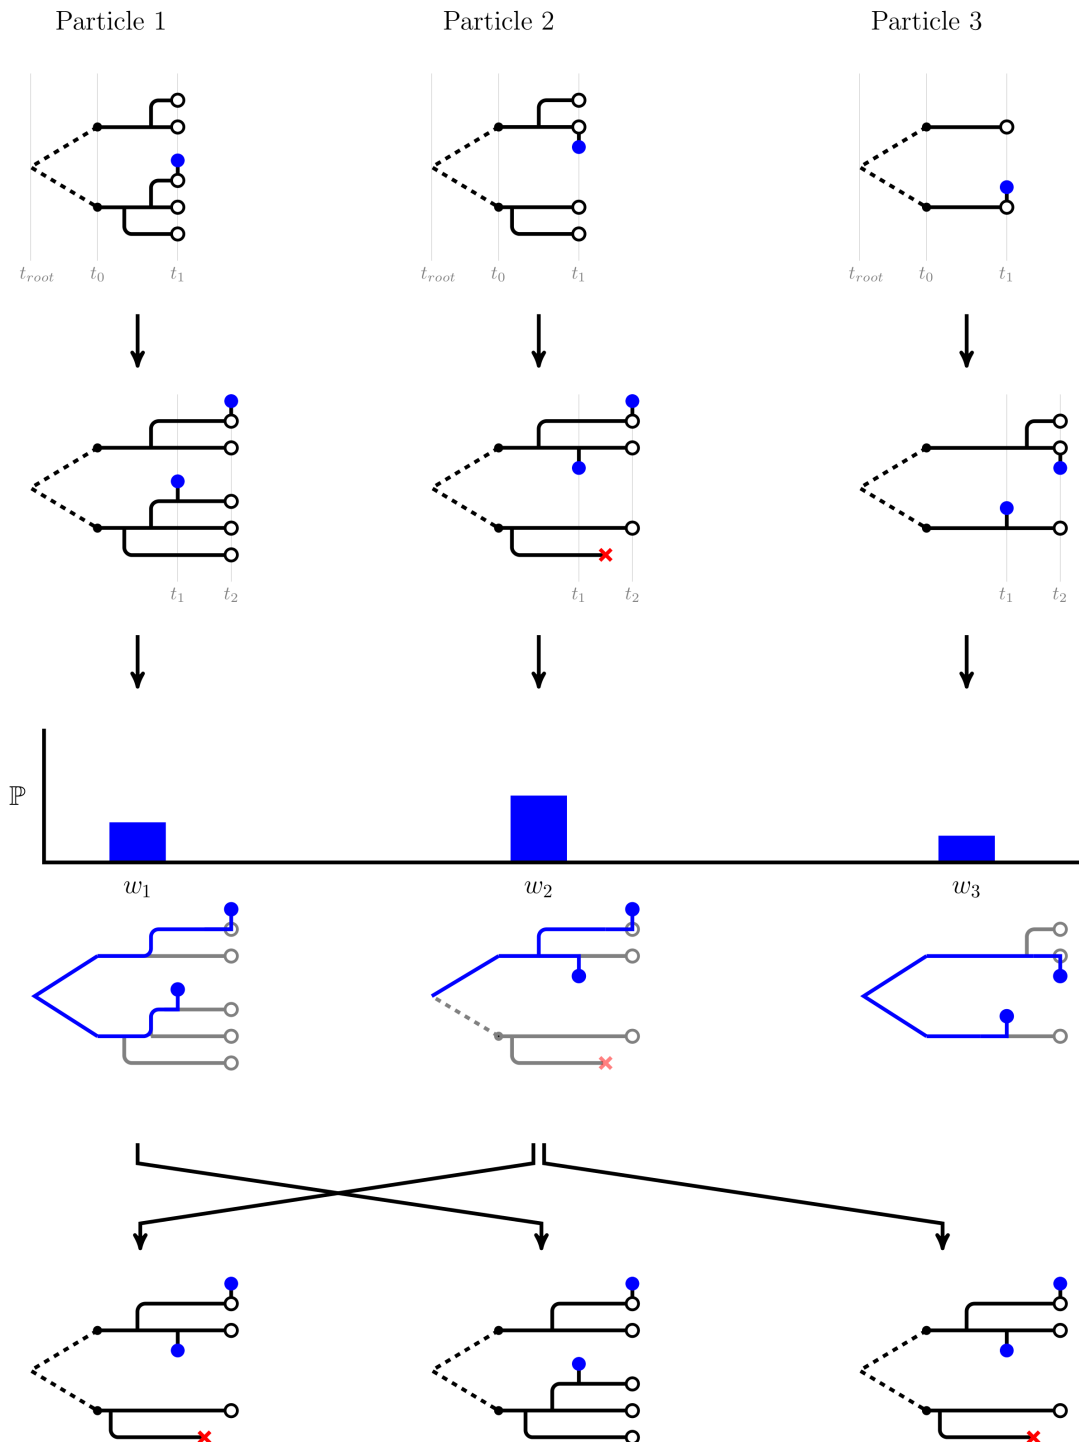 Particle 1 Particle 2 Particle 3
t_root t_0 t_1 t_root t_0 t_1 t_root t_0 t_1
t_1 t_2 t_1 t_2 t_1 t_2
ℙ
w_1 w_2 w_3